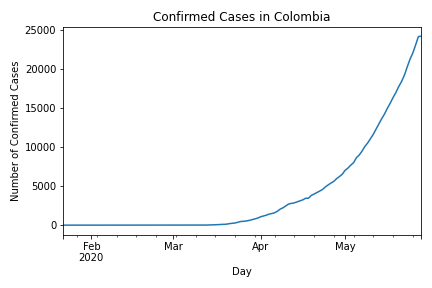 Confirmed Cases in Colombia
Number of Confirmed Cases
25000
20000
15000
10000
5000
0
Feb
2020
Mar
Apr
May
Day